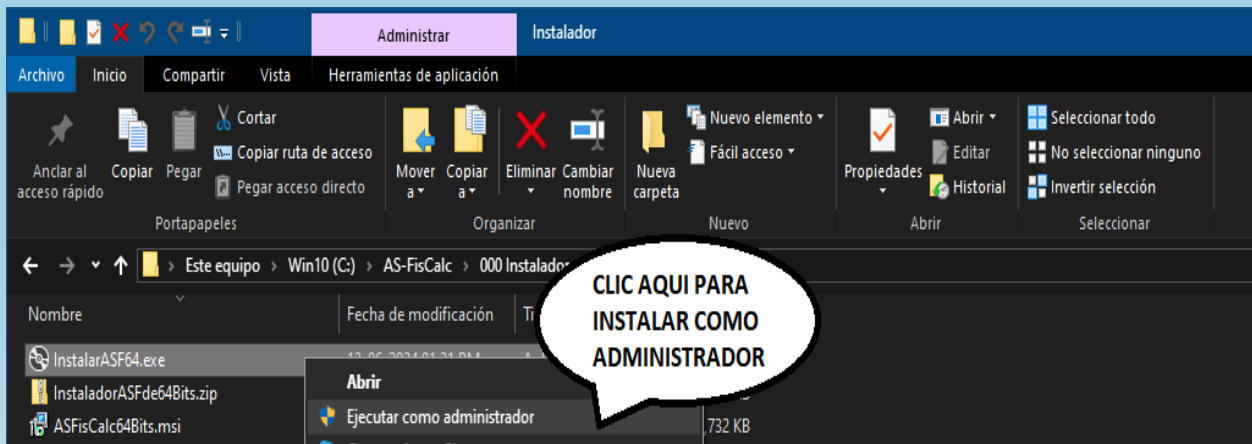 Administrar
Instalador
Archivo
Inicio
Compartir
Vista
Herramientas de aplicación
Anclar al
acceso rápido
Copiar
Pegar
Cortar
Copiar ruta de acceso
Pegar acceso directo
Portapapeles
Mover
a
Copiar
a
Eliminar
Cambiar
nombre
Organizar
Nueva
carpeta
Nuevo elemento
Fácil acceso
Nuevo
Propiedades
Abrir
Editar
Historial
Abrir
Seleccionar todo
No seleccionar ninguno
Invertir selección
Seleccionar
Este equipo > Win10 (C:) > AS-FisCalc > 000 Instalador
CLIC AQUI PARA
INSTALAR COMO
ADMINISTRADOR
Nombre
Fecha de modificación
InstalarASF64.exe
InstaladorASFde64Bits.zip
ASFisCalc64Bits.msi
Abrir
Ejecutar como administrador
,732 KB